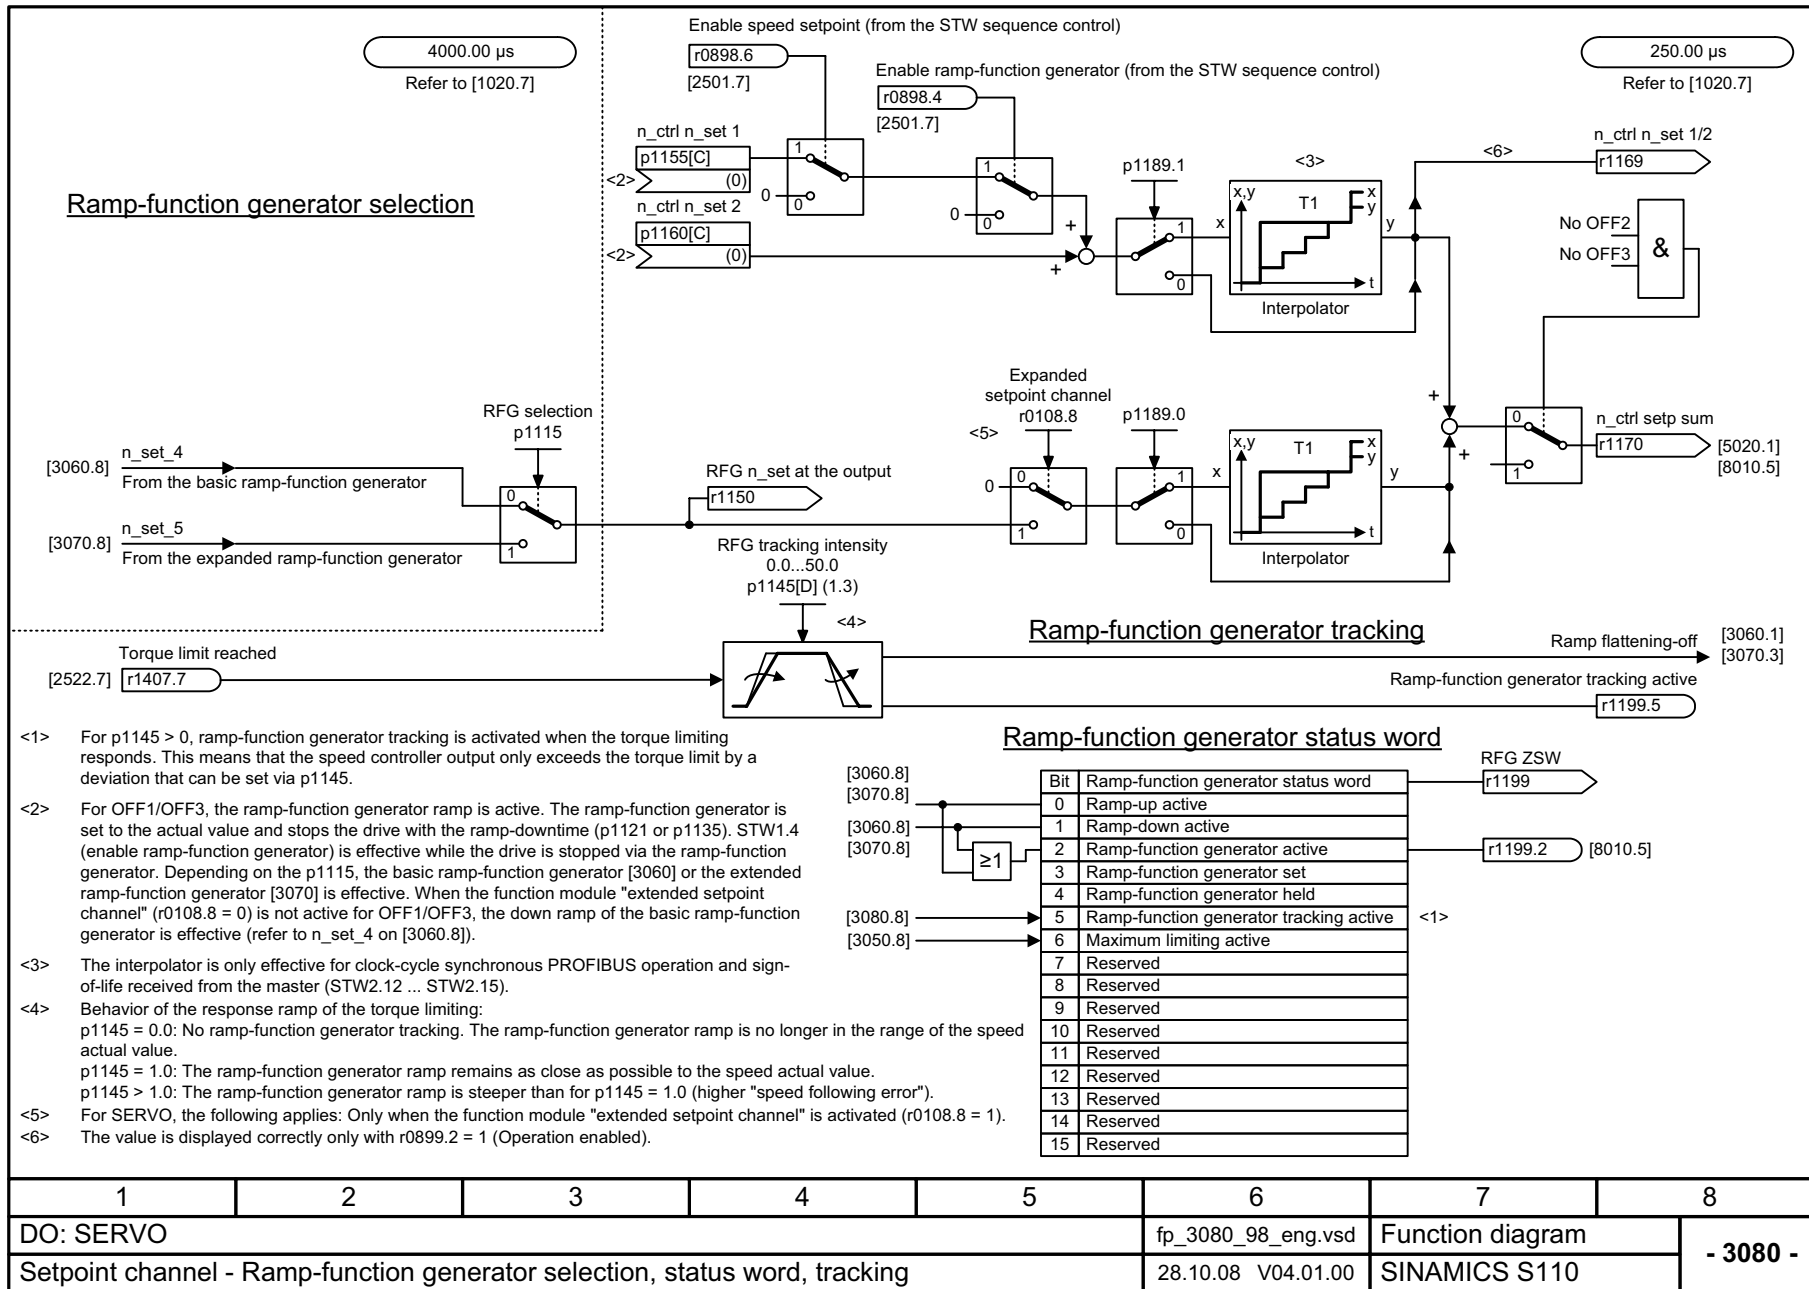 Enable speed setpoint (from the STW sequence control)
4000.00 µs
Refer to [1020.7]
r0898.6
[2501.7]
Enable ramp-function generator (from the STW sequence control)
r0898.4
[2501.7]
250.00 µs
Refer to [1020.7]
Ramp-function generator selection
n_ctrl n_set 1
p1155[C]
<2> (0)
1
0 0
n_ctrl n_set 2
p1160[C]
<2> (0)
1
0 0
+
+
p1189.1
1
0
<3>
x
x,y
T1
x
y
t
y
Interpolator
<6>
n_ctrl n_set 1/2
r1169
No OFF2
No OFF3
&
RFG selection
p1115
[3060.8] n_set_4
From the basic ramp-function generator
0
[3070.8] n_set_5
From the expanded ramp-function generator
1
RFG n_set at the output
r1150
Expanded
setpoint channel
r0108.8
<5>
0 0
1
p1189.0
1
0
x
x,y
T1
x
y
t
y
Interpolator
+
+
0
1
n_ctrl setp sum
r1170
[5020.1]
[8010.5]
RFG tracking intensity
0.0...50.0
p1145[D] (1.3)
<4>
Ramp-function generator tracking
Torque limit reached
[2522.7] r1407.7
Ramp flattening-off
[3060.1]
[3070.3]
Ramp-function generator tracking active
r1199.5
<1> For p1145 > 0, ramp-function generator tracking is activated when the torque limiting
responds. This means that the speed controller output only exceeds the torque limit by a
deviation that can be set via p1145.
<2> For OFF1/OFF3, the ramp-function generator ramp is active. The ramp-function generator is
set to the actual value and stops the drive with the ramp-downtime (p1121 or p1135). STW1.4
(enable ramp-function generator) is effective while the drive is stopped via the ramp-function
generator. Depending on the p1115, the basic ramp-function generator [3060] or the extended
ramp-function generator [3070] is effective. When the function module "extended setpoint
channel" (r0108.8 = 0) is not active for OFF1/OFF3, the down ramp of the basic ramp-function
generator is effective (refer to n_set_4 on [3060.8]).
<3> The interpolator is only effective for clock-cycle synchronous PROFIBUS operation and sign-
of-life received from the master (STW2.12 ... STW2.15).
<4> Behavior of the response ramp of the torque limiting:
p1145 = 0.0: No ramp-function generator tracking. The ramp-function generator ramp is no longer in the range of the speed
actual value.
p1145 = 1.0: The ramp-function generator ramp remains as close as possible to the speed actual value.
p1145 > 1.0: The ramp-function generator ramp is steeper than for p1145 = 1.0 (higher "speed following error").
<5> For SERVO, the following applies: Only when the function module "extended setpoint channel" is activated (r0108.8 = 1).
<6> The value is displayed correctly only with r0899.2 = 1 (Operation enabled).
Ramp-function generator status word
RFG ZSW
r1199
[3060.8]
[3070.8]
[3060.8]
[3070.8]
≥1
[3080.8]
[3050.8]
Bit Ramp-function generator status word
0 Ramp-up active
1 Ramp-down active
2 Ramp-function generator active
r1199.2 [8010.5]
3 Ramp-function generator set
4 Ramp-function generator held
5 Ramp-function generator tracking active <1>
6 Maximum limiting active
7 Reserved
8 Reserved
9 Reserved
10 Reserved
11 Reserved
12 Reserved
13 Reserved
14 Reserved
15 Reserved
1 2 3 4 5 6 7 8
DO: SERVO
fp_3080_98_eng.vsd
Function diagram
- 3080 -
Setpoint channel - Ramp-function generator selection, status word, tracking
28.10.08 V04.01.00
SINAMICS S110